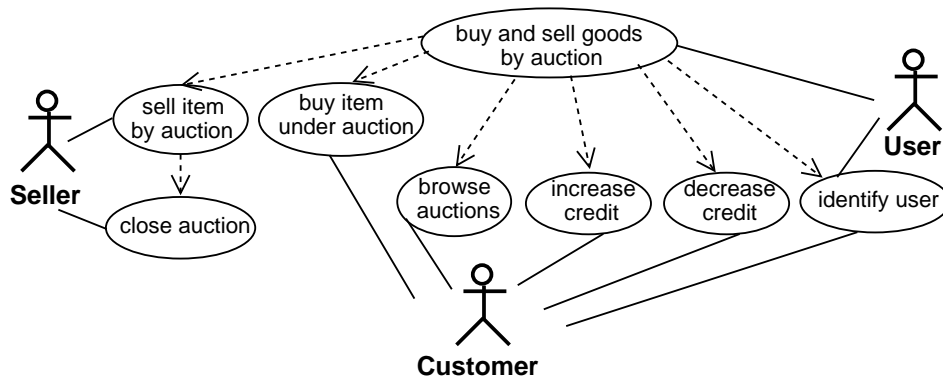 buy and sell goods
by auction
sell item
by auction
buy item
under auction
User
Seller
browse
auctions
increase
credit
decrease
credit
identify user
close auction
Customer